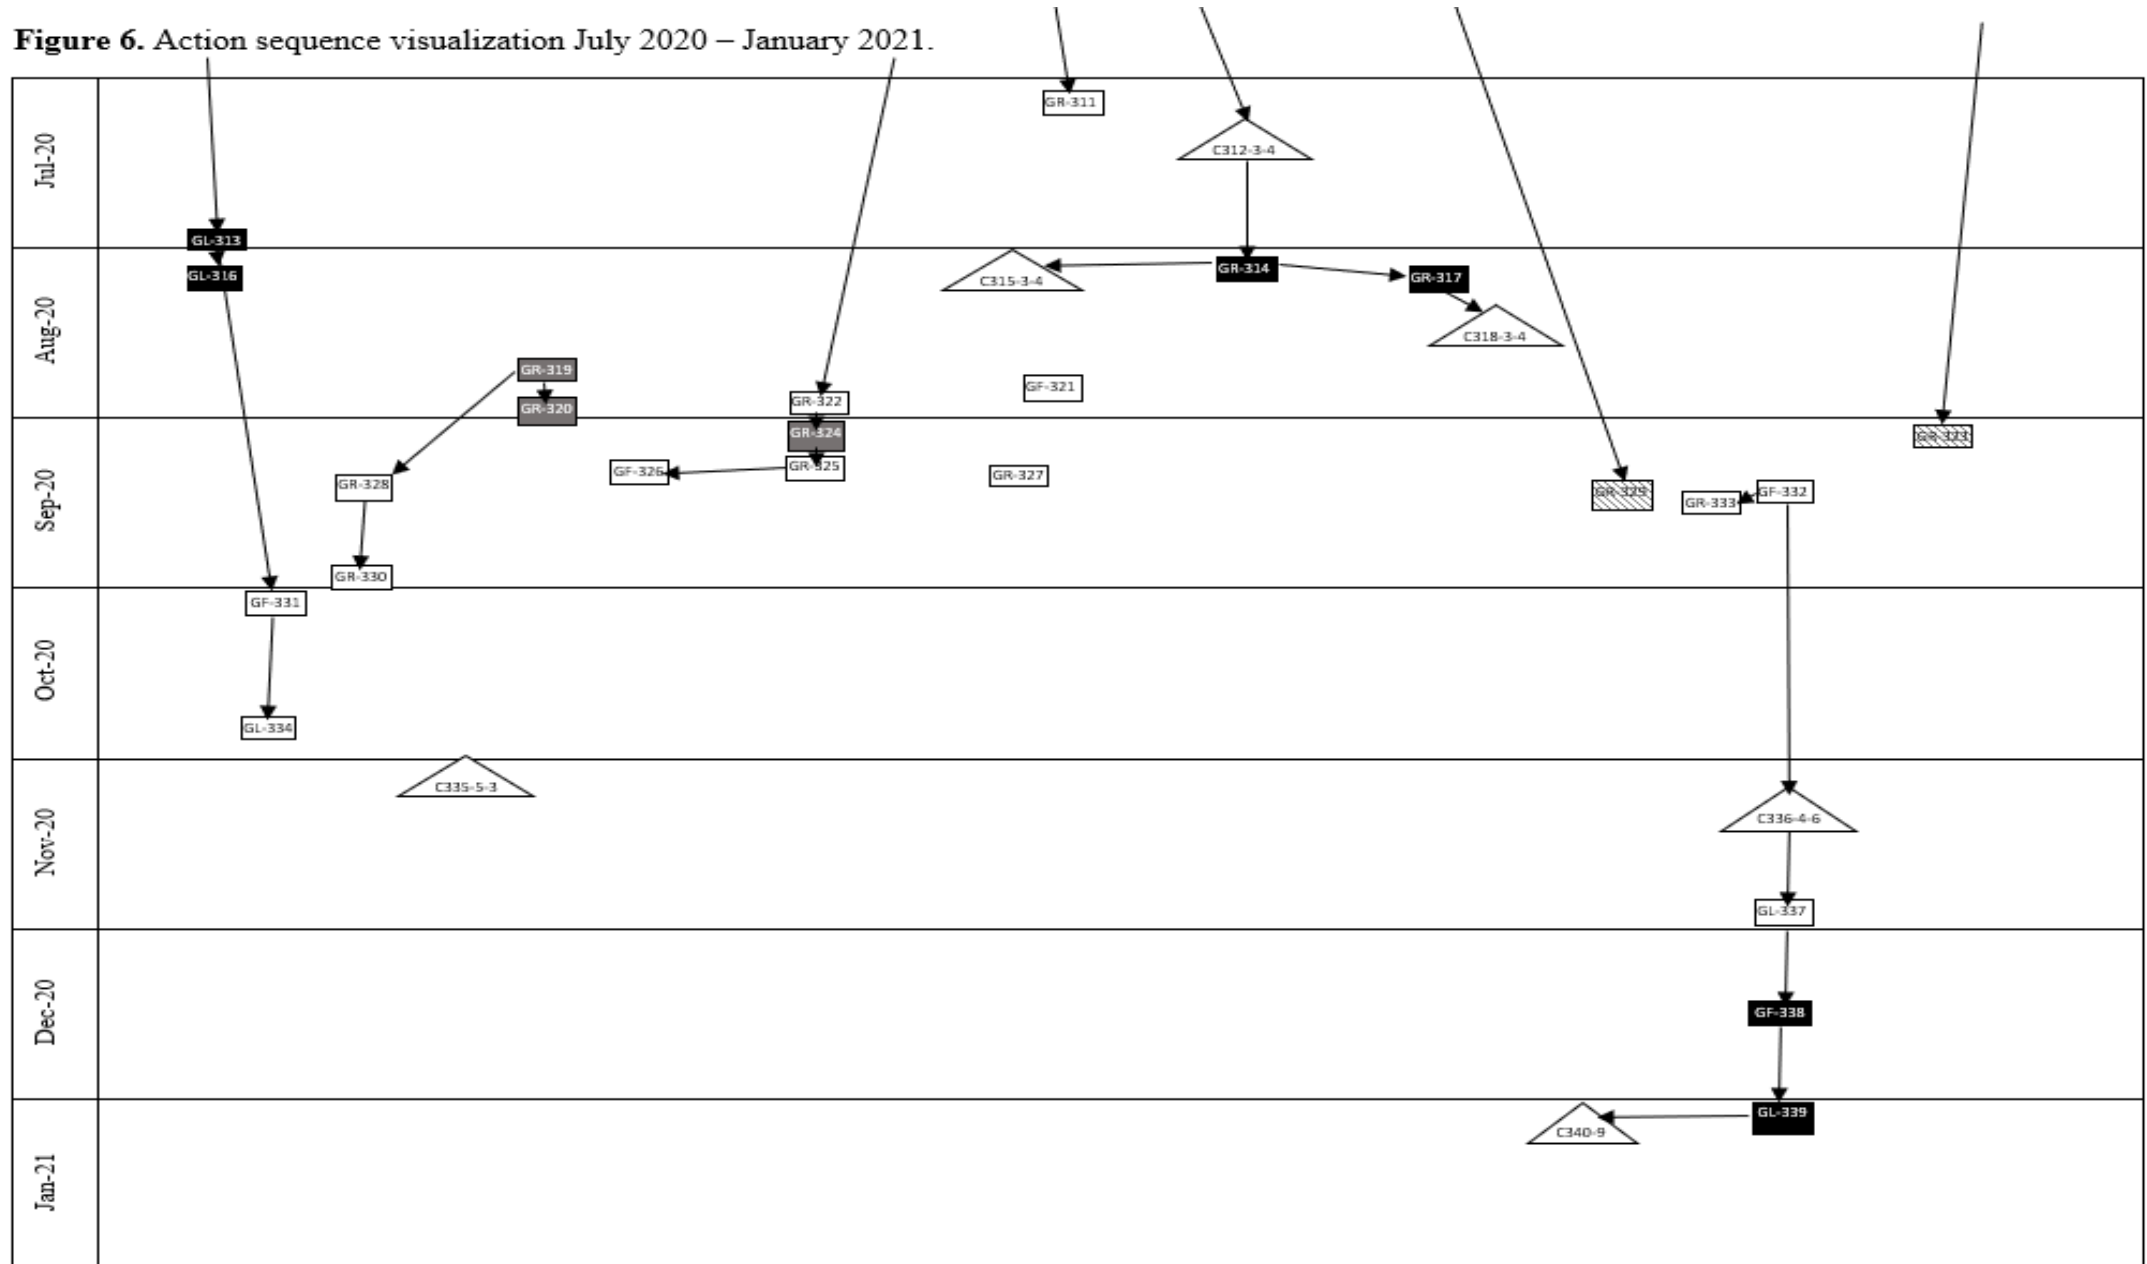 Figure 6. Action sequence visualization July 2020 – January 2021.
Jul-20
GR-311
C312-3-4
GL-313
Aug-20
GL-316
C315-3-4
GR-314
GR-317
C318-3-4
GR-319
GR-320
GR-322
GF-321
Sep-20
GR-324
GR-323
GR-325
GF-326
GR-327
GR-328
GR-329
GF-332
GR-333
GR-330
Oct-20
GF-331
GL-334
Nov-20
C335-5-3
C336-4-6
GL-337
Dec-20
GF-338
Jan-21
GL-339
C340-9